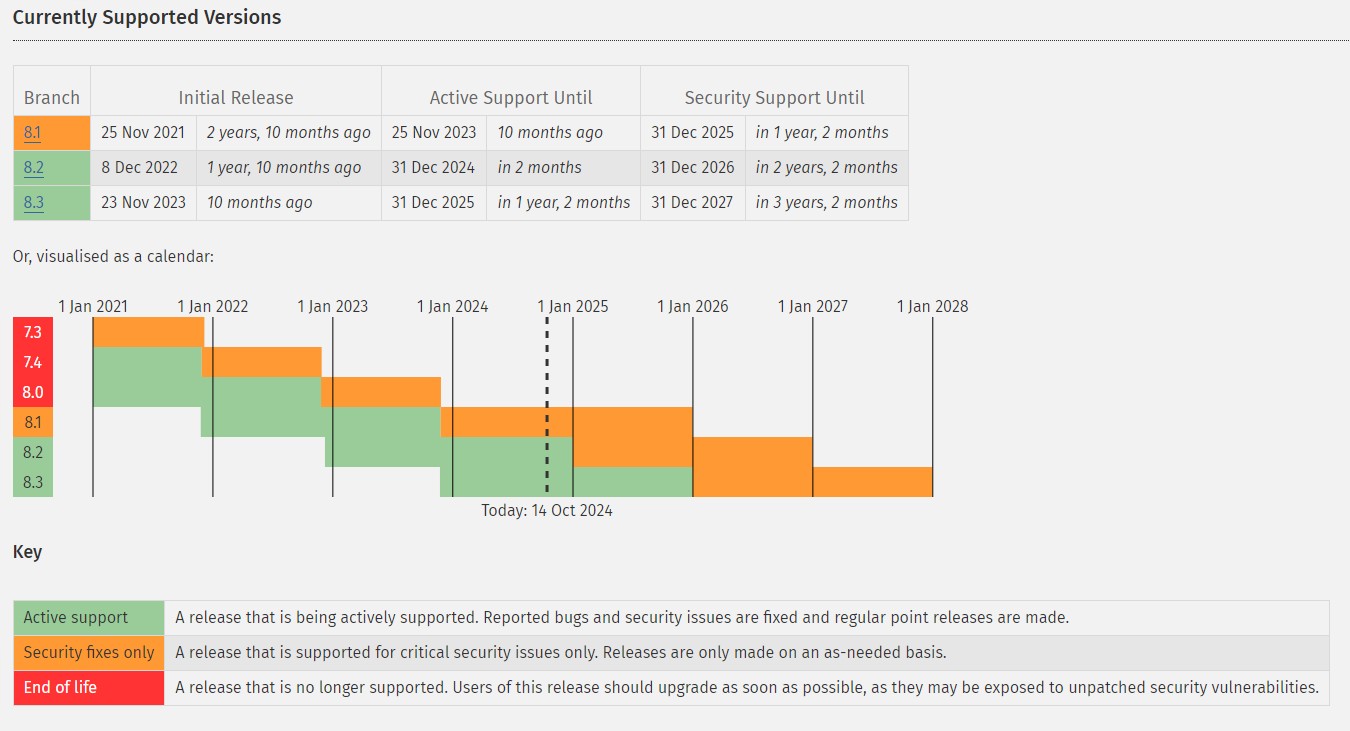 Currently Supported Versions
Branch Initial Release Active Support Until Security Support Until
8.1 25 Nov 2021 2 years, 10 months ago 25 Nov 2023 10 months ago 31 Dec 2025 in 1 year, 2 months
8.2 8 Dec 2022 1 year, 10 months ago 31 Dec 2024 in 2 months 31 Dec 2026 in 2 years, 2 months
8.3 23 Nov 2023 10 months ago 31 Dec 2025 in 1 year, 2 months 31 Dec 2027 in 3 years, 2 months
Or, visualised as a calendar:
1 Jan 2021 1 Jan 2022 1 Jan 2023 1 Jan 2024 1 Jan 2025 1 Jan 2026 1 Jan 2027 1 Jan 2028
7.3
7.4
8.0
8.1
8.2
8.3
Today: 14 Oct 2024
Key
Active support A release that is being actively supported. Reported bugs and security issues are fixed and regular point releases are made.
Security fixes only A release that is supported for critical security issues only. Releases are only made on an as-needed basis.
End of life A release that is no longer supported. Users of this release should upgrade as soon as possible, as they may be exposed to unpatched security vulnerabilities.